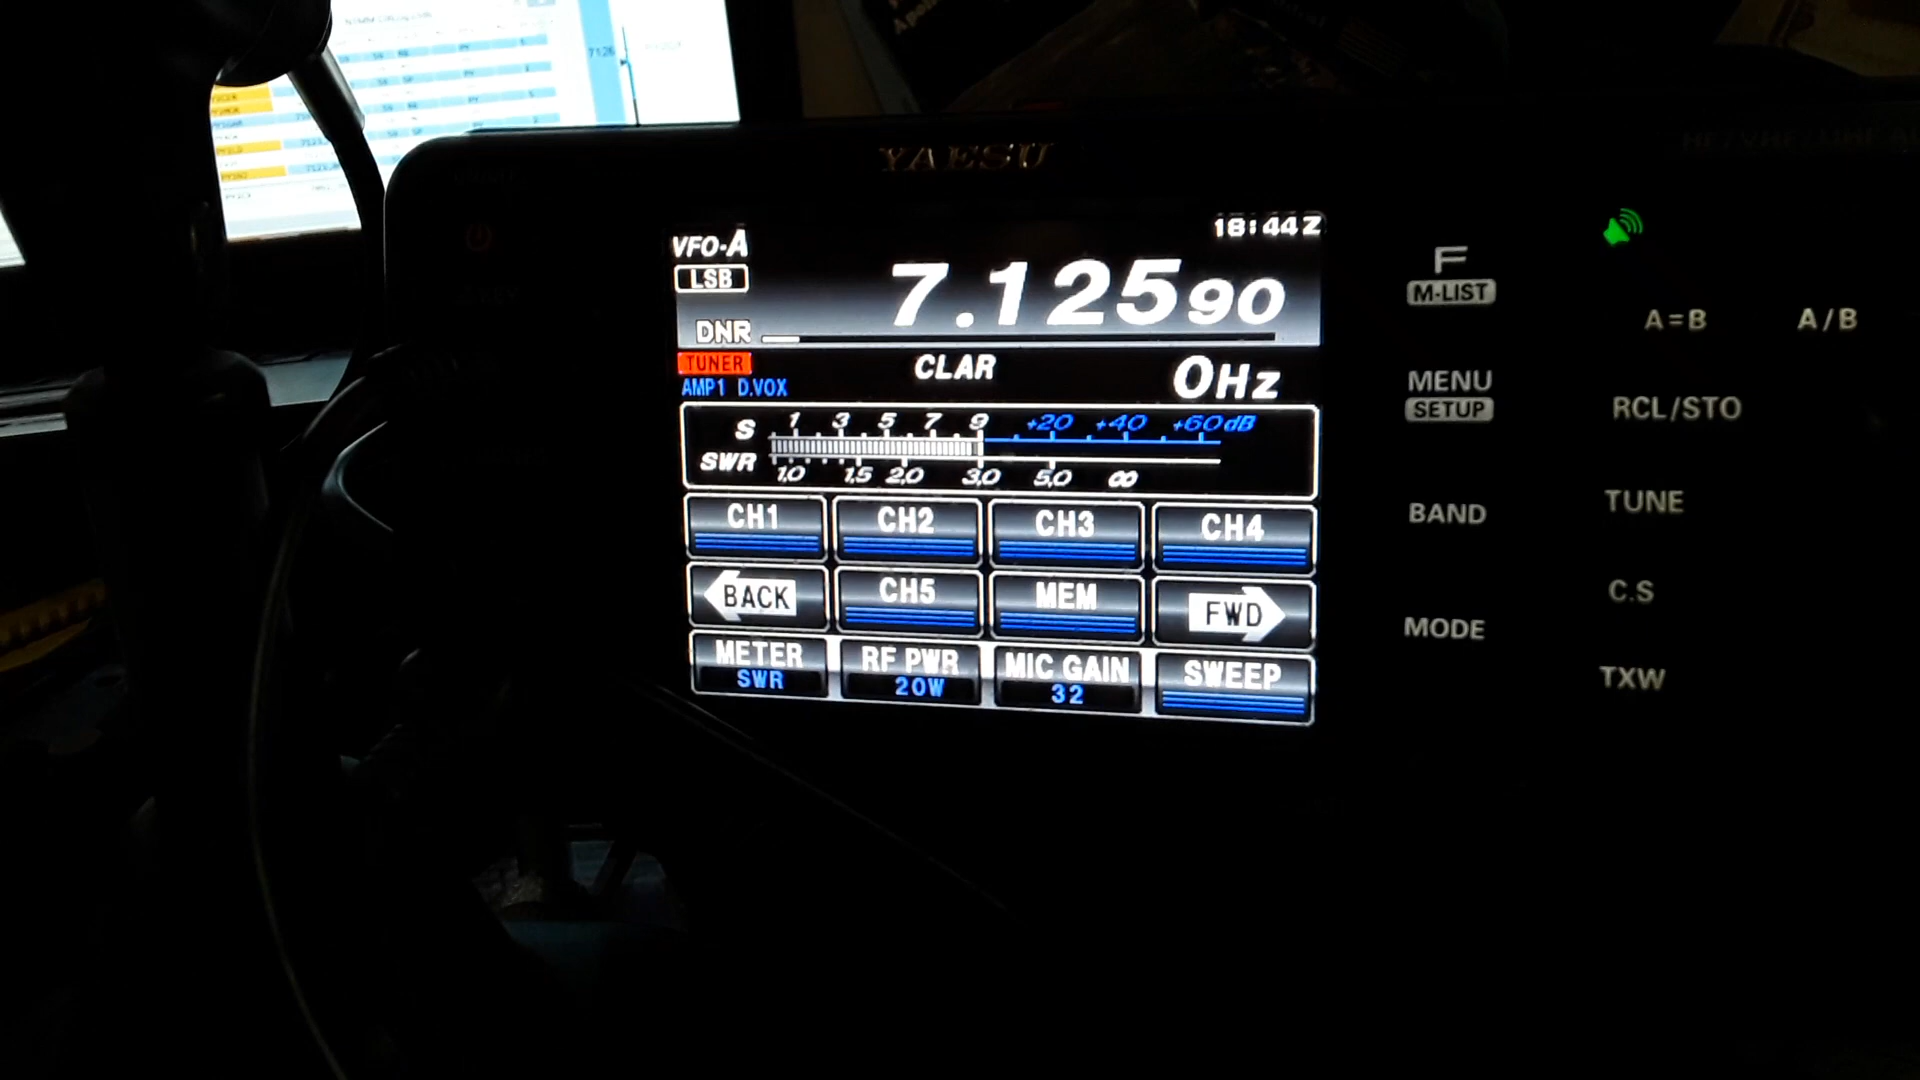 7126
YAESU
18:44Z
VFO-A
LSB
7.12590
DNR
TUNER
CLAR
0Hz
AMP1 D.VOX
S 1 3 5 7 9 +20 +40 +60dB
SWR 1.0 1.5 2.0 3.0 5.0 ∞
CH1 CH2 CH3 CH4
BACK CH5 MEM FWD
METER RF PWR MIC GAIN SWEEP
SWR 20W 32
F
M-LIST
A=B A/B
MENU
SETUP
RCL/STO
BAND
TUNE
C.S
MODE
TXW